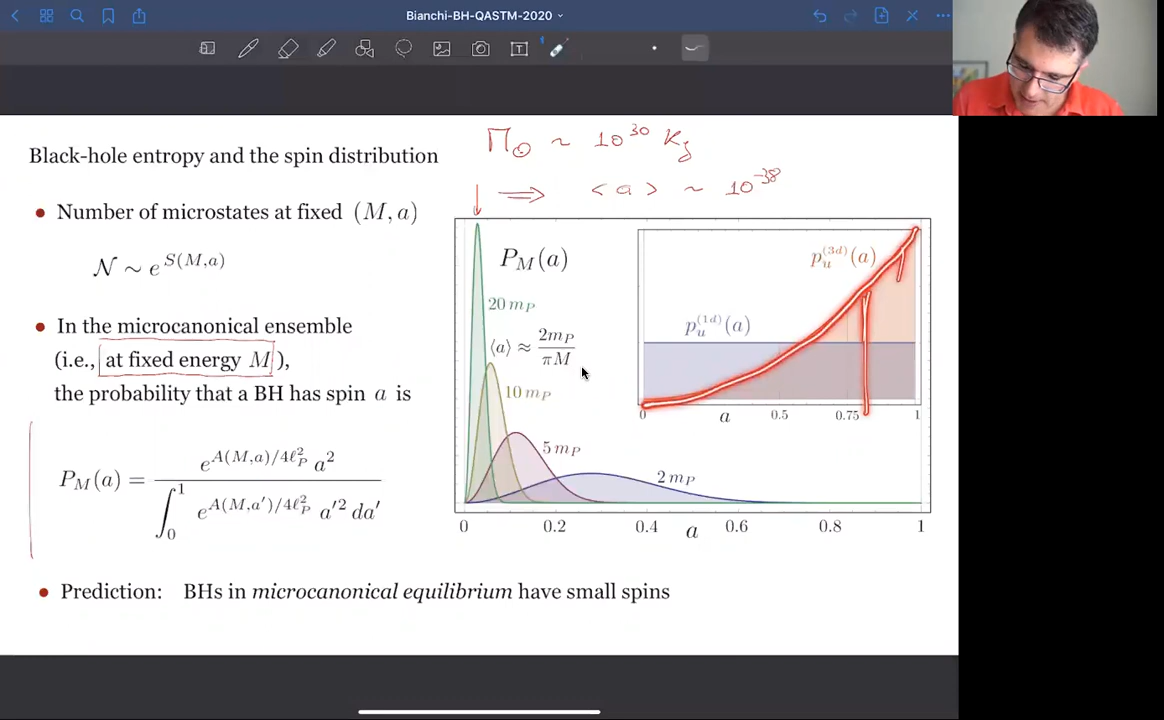 Bianchi-BH-QASTM-2020
T
Black-hole entropy and the spin distribution
M⊙ ~ 10³⁰ Kg
⟹ <a> ~ 10⁻³⁸
• Number of microstates at fixed (M, a)
𝒩 ∼ e^{S(M,a)}
• In the microcanonical ensemble
(i.e., at fixed energy M),
the probability that a BH has spin a is
P_M(a) = e^{A(M,a)/4ℓ_P^2} a^2 / ∫_0^1 e^{A(M,a′)/4ℓ_P^2} a′^2 da′
P_M(a)
20 m_P
⟨a⟩ ≈ 2m_P / πM
10 m_P
5 m_P
2 m_P
0 0.2 0.4 0.6 0.8 1
a
p_u^{(3d)}(a)
p_u^{(1d)}(a)
0 0.5 0.75 1
a
• Prediction: BHs in microcanonical equilibrium have small spins